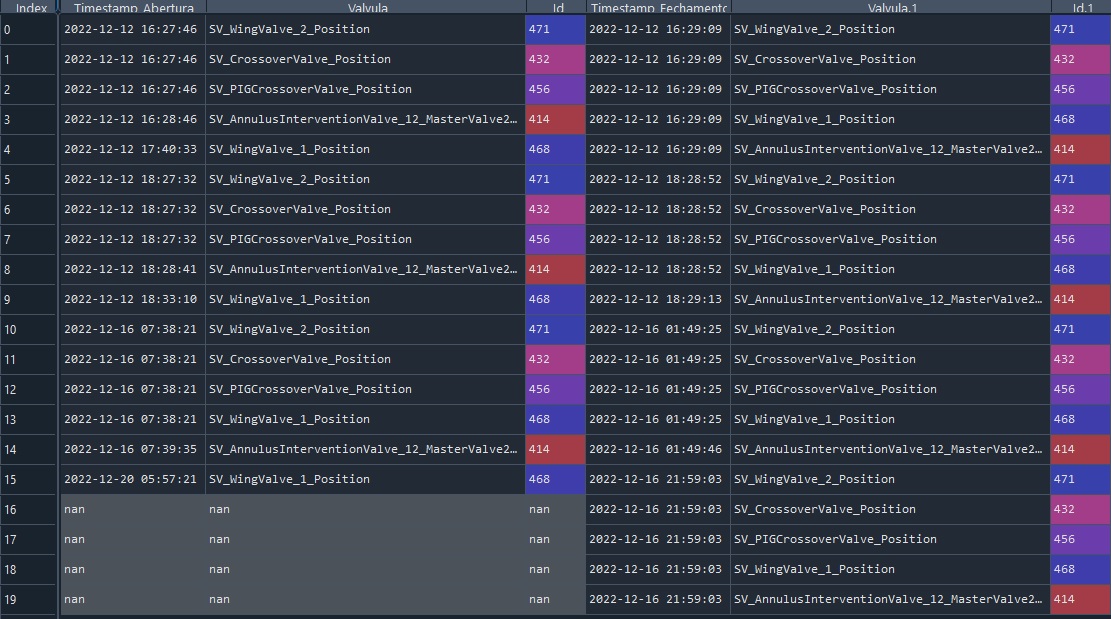 Index Timestamp_Abertura Valvula Id Timestamp_Fechamento Valvula.1 Id.1
0 2022-12-12 16:27:46 SV_WingValve_2_Position 471 2022-12-12 16:29:09 SV_WingValve_2_Position 471
1 2022-12-12 16:27:46 SV_CrossoverValve_Position 432 2022-12-12 16:29:09 SV_CrossoverValve_Position 432
2 2022-12-12 16:27:46 SV_PIGCrossoverValve_Position 456 2022-12-12 16:29:09 SV_PIGCrossoverValve_Position 456
3 2022-12-12 16:28:46 SV_AnnulusInterventionValve_12_MasterValve2… 414 2022-12-12 16:29:09 SV_WingValve_1_Position 468
4 2022-12-12 17:40:33 SV_WingValve_1_Position 468 2022-12-12 16:29:09 SV_AnnulusInterventionValve_12_MasterValve2… 414
5 2022-12-12 18:27:32 SV_WingValve_2_Position 471 2022-12-12 18:28:52 SV_WingValve_2_Position 471
6 2022-12-12 18:27:32 SV_CrossoverValve_Position 432 2022-12-12 18:28:52 SV_CrossoverValve_Position 432
7 2022-12-12 18:27:32 SV_PIGCrossoverValve_Position 456 2022-12-12 18:28:52 SV_PIGCrossoverValve_Position 456
8 2022-12-12 18:28:41 SV_AnnulusInterventionValve_12_MasterValve2… 414 2022-12-12 18:28:52 SV_WingValve_1_Position 468
9 2022-12-12 18:33:10 SV_WingValve_1_Position 468 2022-12-12 18:29:13 SV_AnnulusInterventionValve_12_MasterValve2… 414
10 2022-12-16 07:38:21 SV_WingValve_2_Position 471 2022-12-16 01:49:25 SV_WingValve_2_Position 471
11 2022-12-16 07:38:21 SV_CrossoverValve_Position 432 2022-12-16 01:49:25 SV_CrossoverValve_Position 432
12 2022-12-16 07:38:21 SV_PIGCrossoverValve_Position 456 2022-12-16 01:49:25 SV_PIGCrossoverValve_Position 456
13 2022-12-16 07:38:21 SV_WingValve_1_Position 468 2022-12-16 01:49:25 SV_WingValve_1_Position 468
14 2022-12-16 07:39:35 SV_AnnulusInterventionValve_12_MasterValve2… 414 2022-12-16 01:49:46 SV_AnnulusInterventionValve_12_MasterValve2… 414
15 2022-12-20 05:57:21 SV_WingValve_1_Position 468 2022-12-16 21:59:03 SV_WingValve_2_Position 471
16 nan nan nan 2022-12-16 21:59:03 SV_CrossoverValve_Position 432
17 nan nan nan 2022-12-16 21:59:03 SV_PIGCrossoverValve_Position 456
18 nan nan nan 2022-12-16 21:59:03 SV_WingValve_1_Position 468
19 nan nan nan 2022-12-16 21:59:03 SV_AnnulusInterventionValve_12_MasterValve2… 414